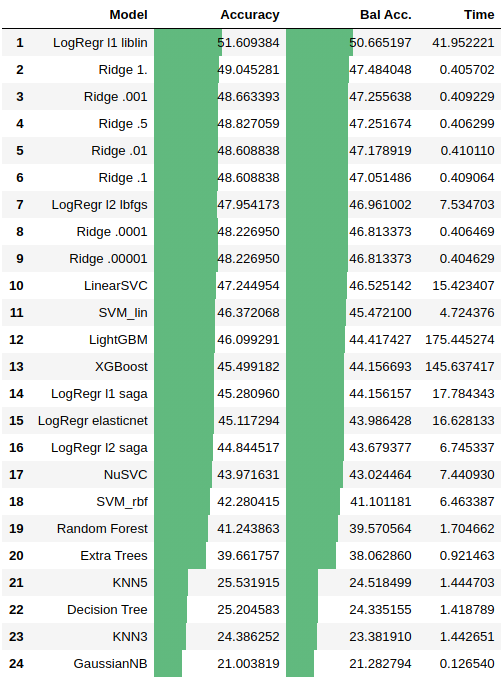 Model Accuracy Bal Acc. Time
1 LogRegr l1 liblin 51.609384 50.665197 41.952221
2 Ridge 1. 49.045281 47.484048 0.405702
3 Ridge .001 48.663393 47.255638 0.409229
4 Ridge .5 48.827059 47.251674 0.406299
5 Ridge .01 48.608838 47.178919 0.410110
6 Ridge .1 48.608838 47.051486 0.409064
7 LogRegr l2 lbfgs 47.954173 46.961002 7.534703
8 Ridge .0001 48.226950 46.813373 0.406469
9 Ridge .00001 48.226950 46.813373 0.404629
10 LinearSVC 47.244954 46.525142 15.423407
11 SVM_lin 46.372068 45.472100 4.724376
12 LightGBM 46.099291 44.417427 175.445274
13 XGBoost 45.499182 44.156693 145.637417
14 LogRegr l1 saga 45.280960 44.156157 17.784343
15 LogRegr elasticnet 45.117294 43.986428 16.628133
16 LogRegr l2 saga 44.844517 43.679377 6.745337
17 NuSVC 43.971631 43.024464 7.440930
18 SVM_rbf 42.280415 41.101181 6.463387
19 Random Forest 41.243863 39.570564 1.704662
20 Extra Trees 39.661757 38.062860 0.921463
21 KNN5 25.531915 24.518499 1.444703
22 Decision Tree 25.204583 24.335155 1.418789
23 KNN3 24.386252 23.381910 1.442651
24 GaussianNB 21.003819 21.282794 0.126540